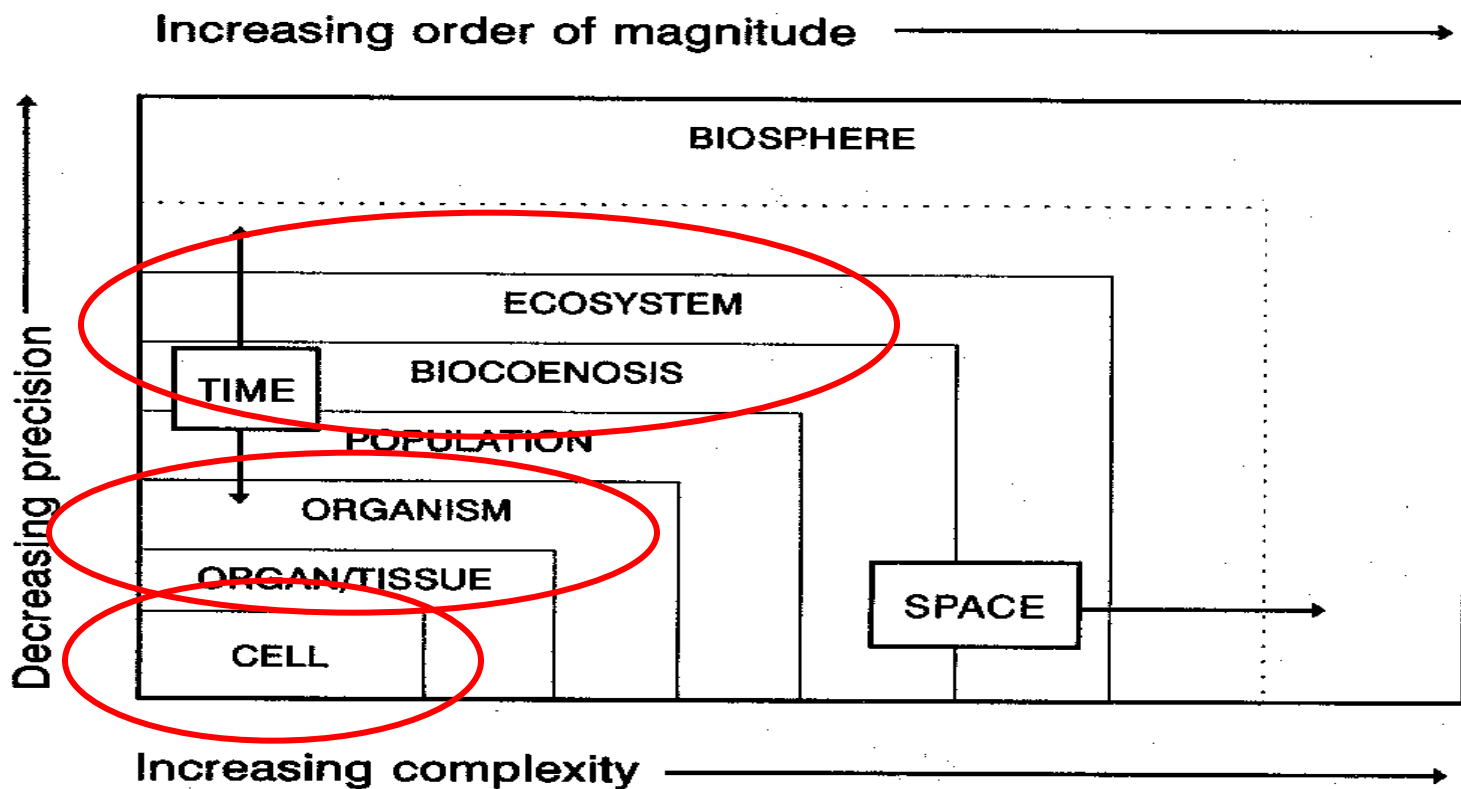 Increasing order of magnitude
Decreasing precision
BIOSPHERE
ECOSYSTEM
BIOCOENOSIS
TIME
POPULATION
ORGANISM
ORGAN/TISSUE
SPACE
CELL
Increasing complexity